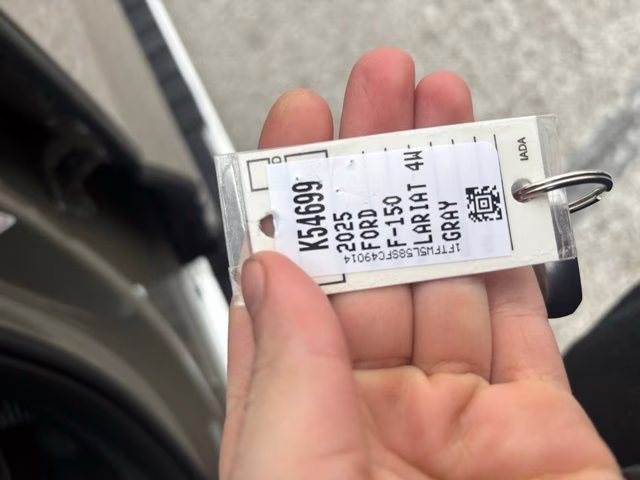 K54699
2025
FORD
F-150
LARIAT 4W
GRAY
1FTFW5L58SFC49014
IADA